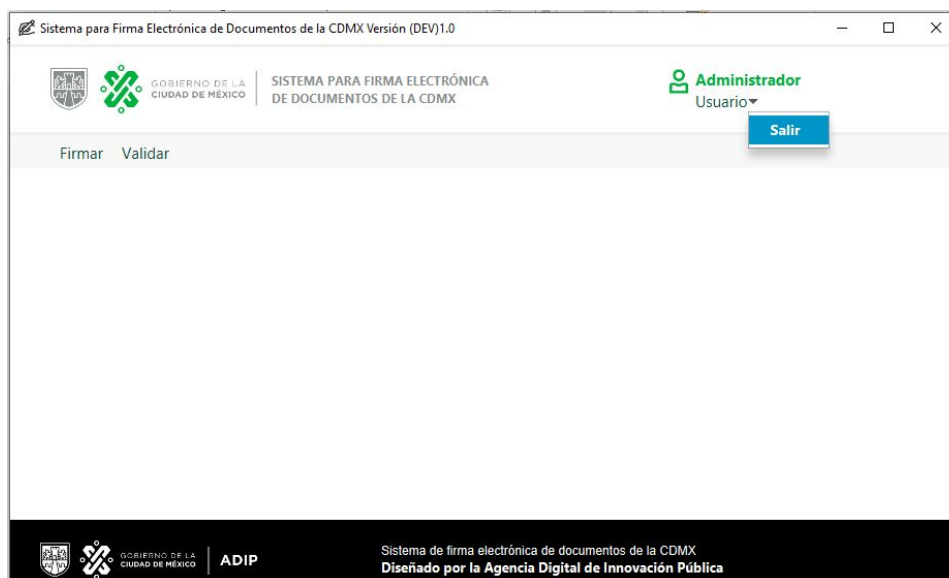 Sistema para Firma Electrónica de Documentos de la CDMX Versión (DEV)1.0
GOBIERNO DE LA
CIUDAD DE MÉXICO
SISTEMA PARA FIRMA ELECTRÓNICA
DE DOCUMENTOS DE LA CDMX
Administrador
Usuario
Salir
Firmar Validar
GOBIERNO DE LA
CIUDAD DE MÉXICO
ADIP
Sistema de firma electrónica de documentos de la CDMX
Diseñado por la Agencia Digital de Innovación Pública